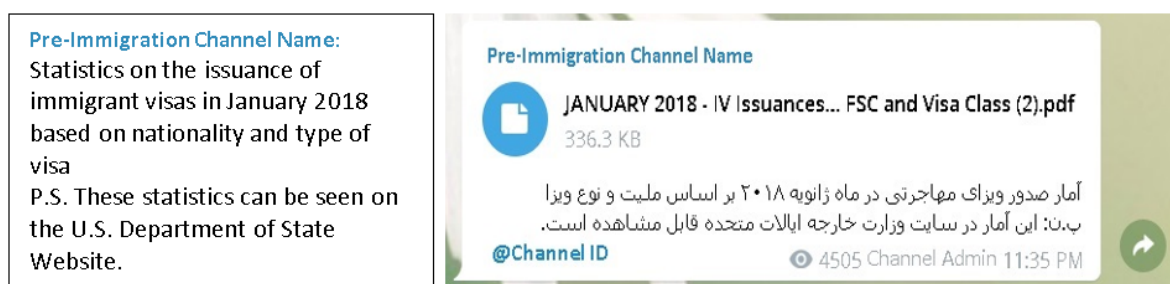 Pre-Immigration Channel Name:
Statistics on the issuance of
immigrant visas in January 2018
based on nationality and type of
visa
P.S. These statistics can be seen on
the U.S. Department of State
Website.
Pre-Immigration Channel Name
JANUARY 2018 - IV Issuances... FSC and Visa Class (2).pdf
336.3 KB
آمار صدور ویزای مهاجرتی در ماه ژانویه ۲۰۱۸ بر اساس ملیت و نوع ویزا
پ.ن: این آمار در سایت وزارت خارجه ایالات متحده قابل مشاهده است.
@Channel ID 4505 Channel Admin 11:35 PM